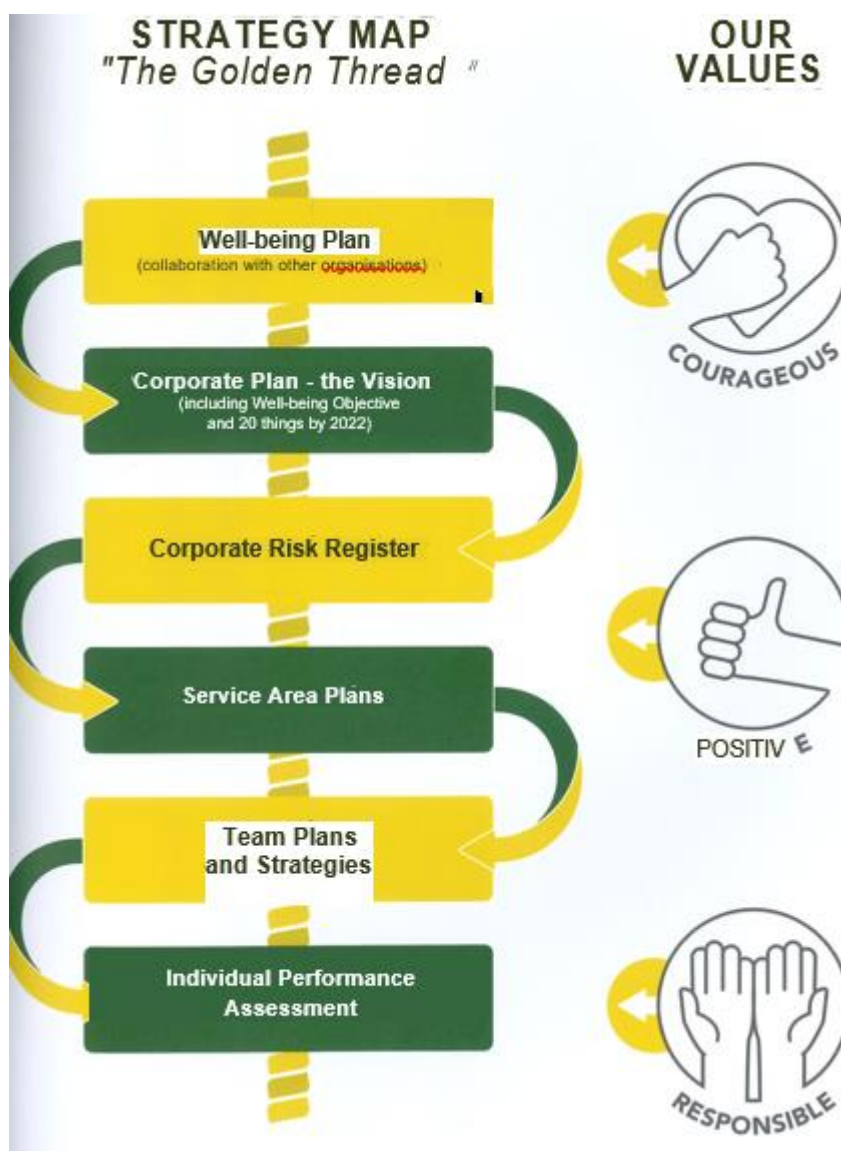 STRATEGY MAP
"The Golden Thread "
OUR
VALUES
Well-being Plan
(collaboration with other organisations)
COURAGEOUS
Corporate Plan - the Vision
(including Well-being Objective
and 20 things by 2022)
Corporate Risk Register
Service Area Plans
POSITIV E
Team Plans
and Strategies
Individual Performance
Assessment
RESPONSIBLE